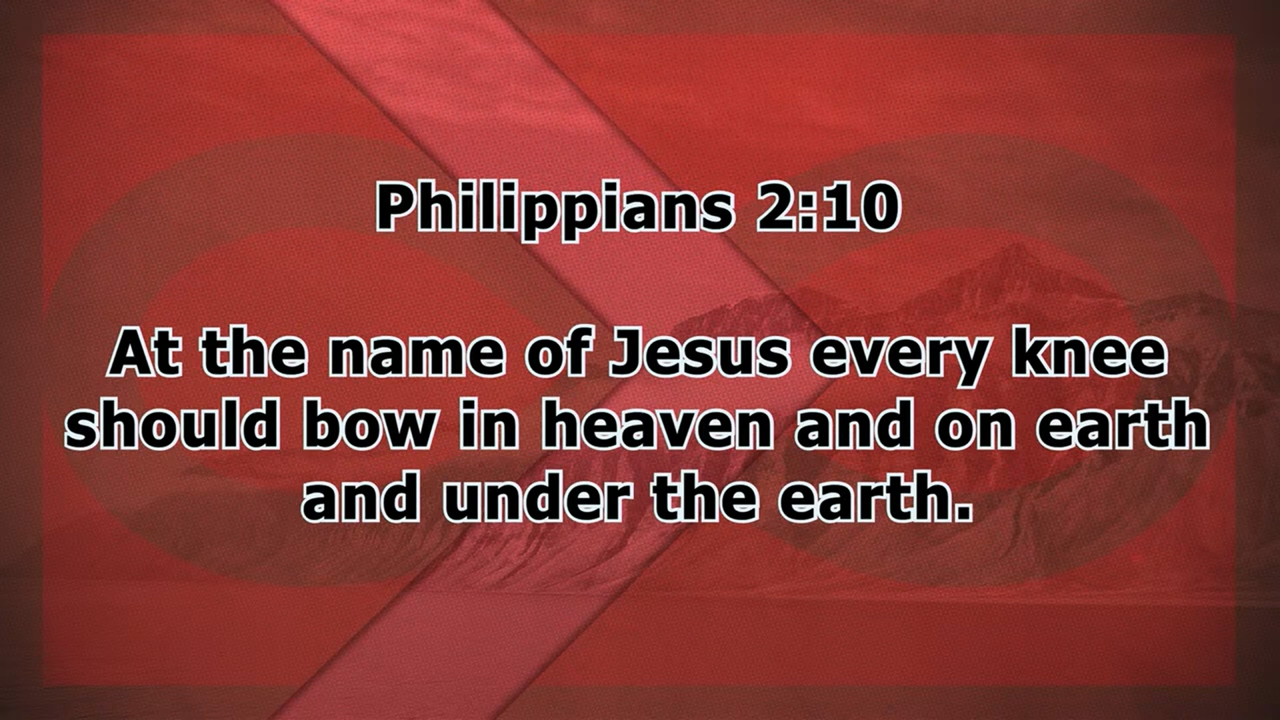 Philippians 2:10
At the name of Jesus every knee
should bow in heaven and on earth
and under the earth.